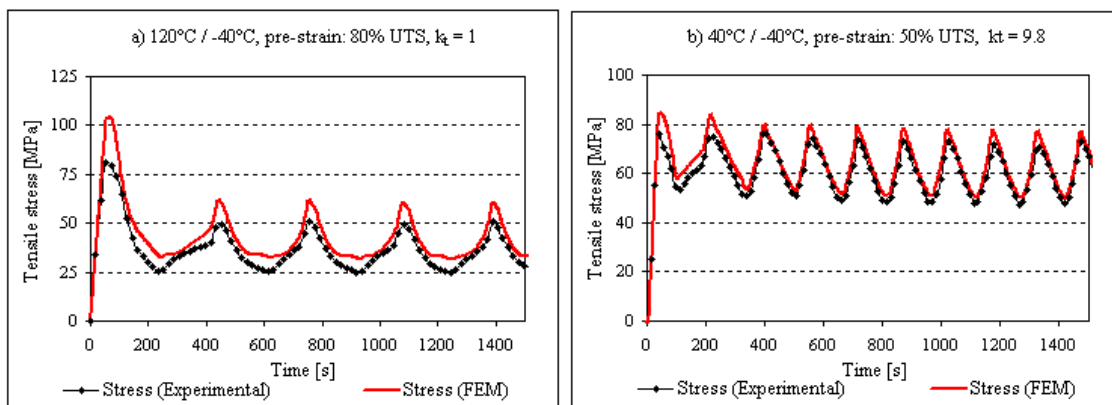 a) 120°C / -40°C, pre-strain: 80% UTS, kt = 1
125
100
75
50
25
0
Tensile stress [MPa]
0 200 400 600 800 1000 1200 1400
Time [s]
Stress (Experimental) Stress (FEM)
b) 40°C / -40°C, pre-strain: 50% UTS, kt = 9.8
100
80
60
40
20
0
Tensile stress [MPa]
0 200 400 600 800 1000 1200 1400
Time [s]
Stress (Experimental) Stress (FEM)